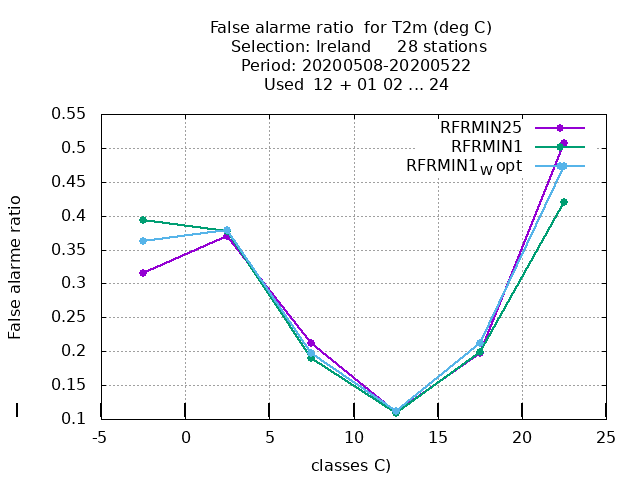 False alarme ratio  for T2m (deg C)
Selection: Ireland     28 stations
Period: 20200508-20200522
Used  12 + 01 02 ... 24
RFRMIN25
RFRMIN1
RFRMIN1W opt
False alarme ratio
0.55
0.5
0.45
0.4
0.35
0.3
0.25
0.2
0.15
0.1
-5 0 5 10 15 20 25
classes C)